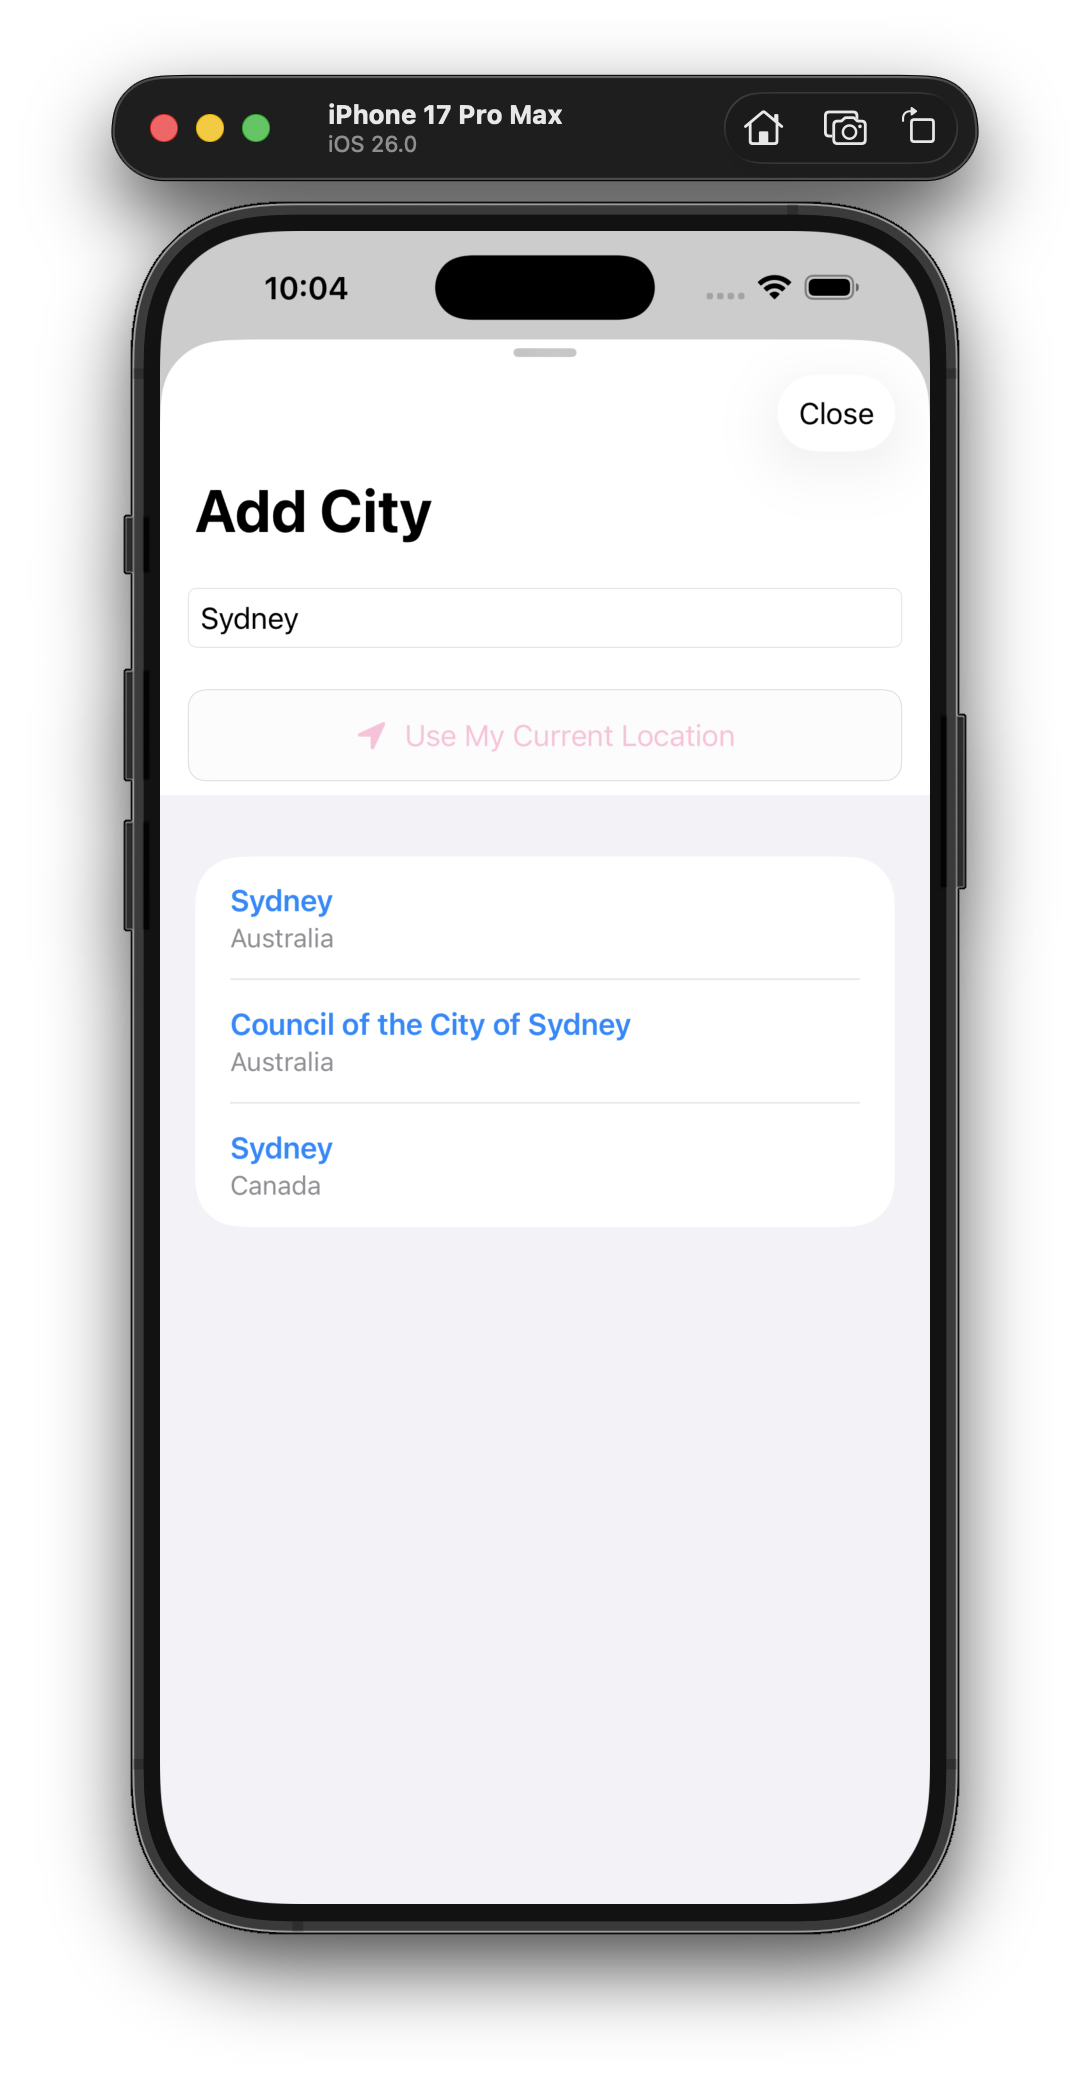 iPhone 17 Pro Max
iOS 26.0
10:04
Close
Add City
Sydney
Use My Current Location
Sydney
Australia
Council of the City of Sydney
Australia
Sydney
Canada